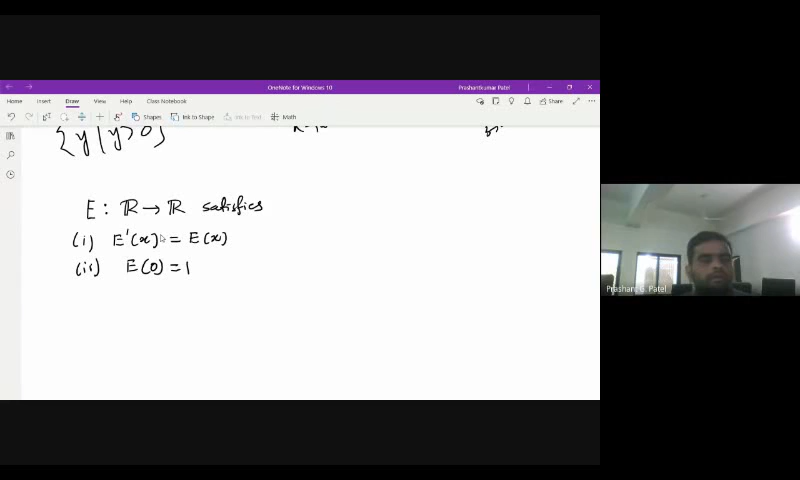 OneNote for Windows 10
Prashantkumar Patel
Home Insert Draw View Help Class Notebook
Share
Shapes Ink to Shape Ink to Text Math
{y | y > 0}
E : ℝ → ℝ satisfies
(i) E'(x) = E(x)
(ii) E(0) = 1
Prashant G. Patel